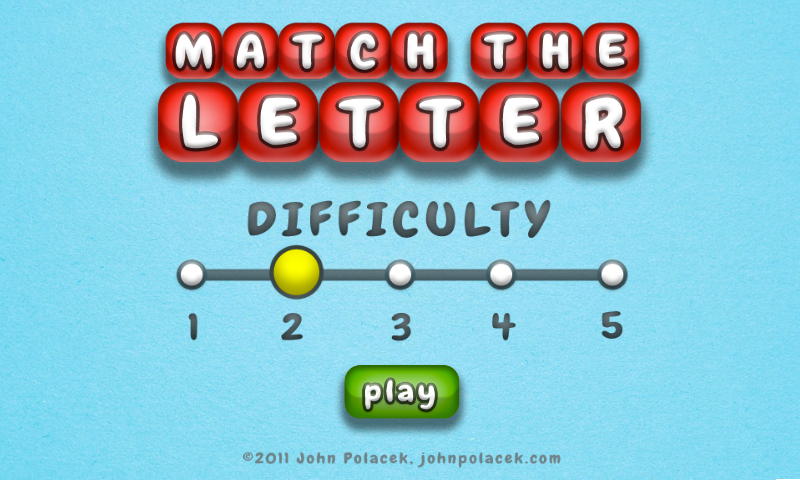 MATCH THE
LETTER
DIFFICULTY
1 2 3 4 5
play
©2011 John Polacek, johnpolacek.com